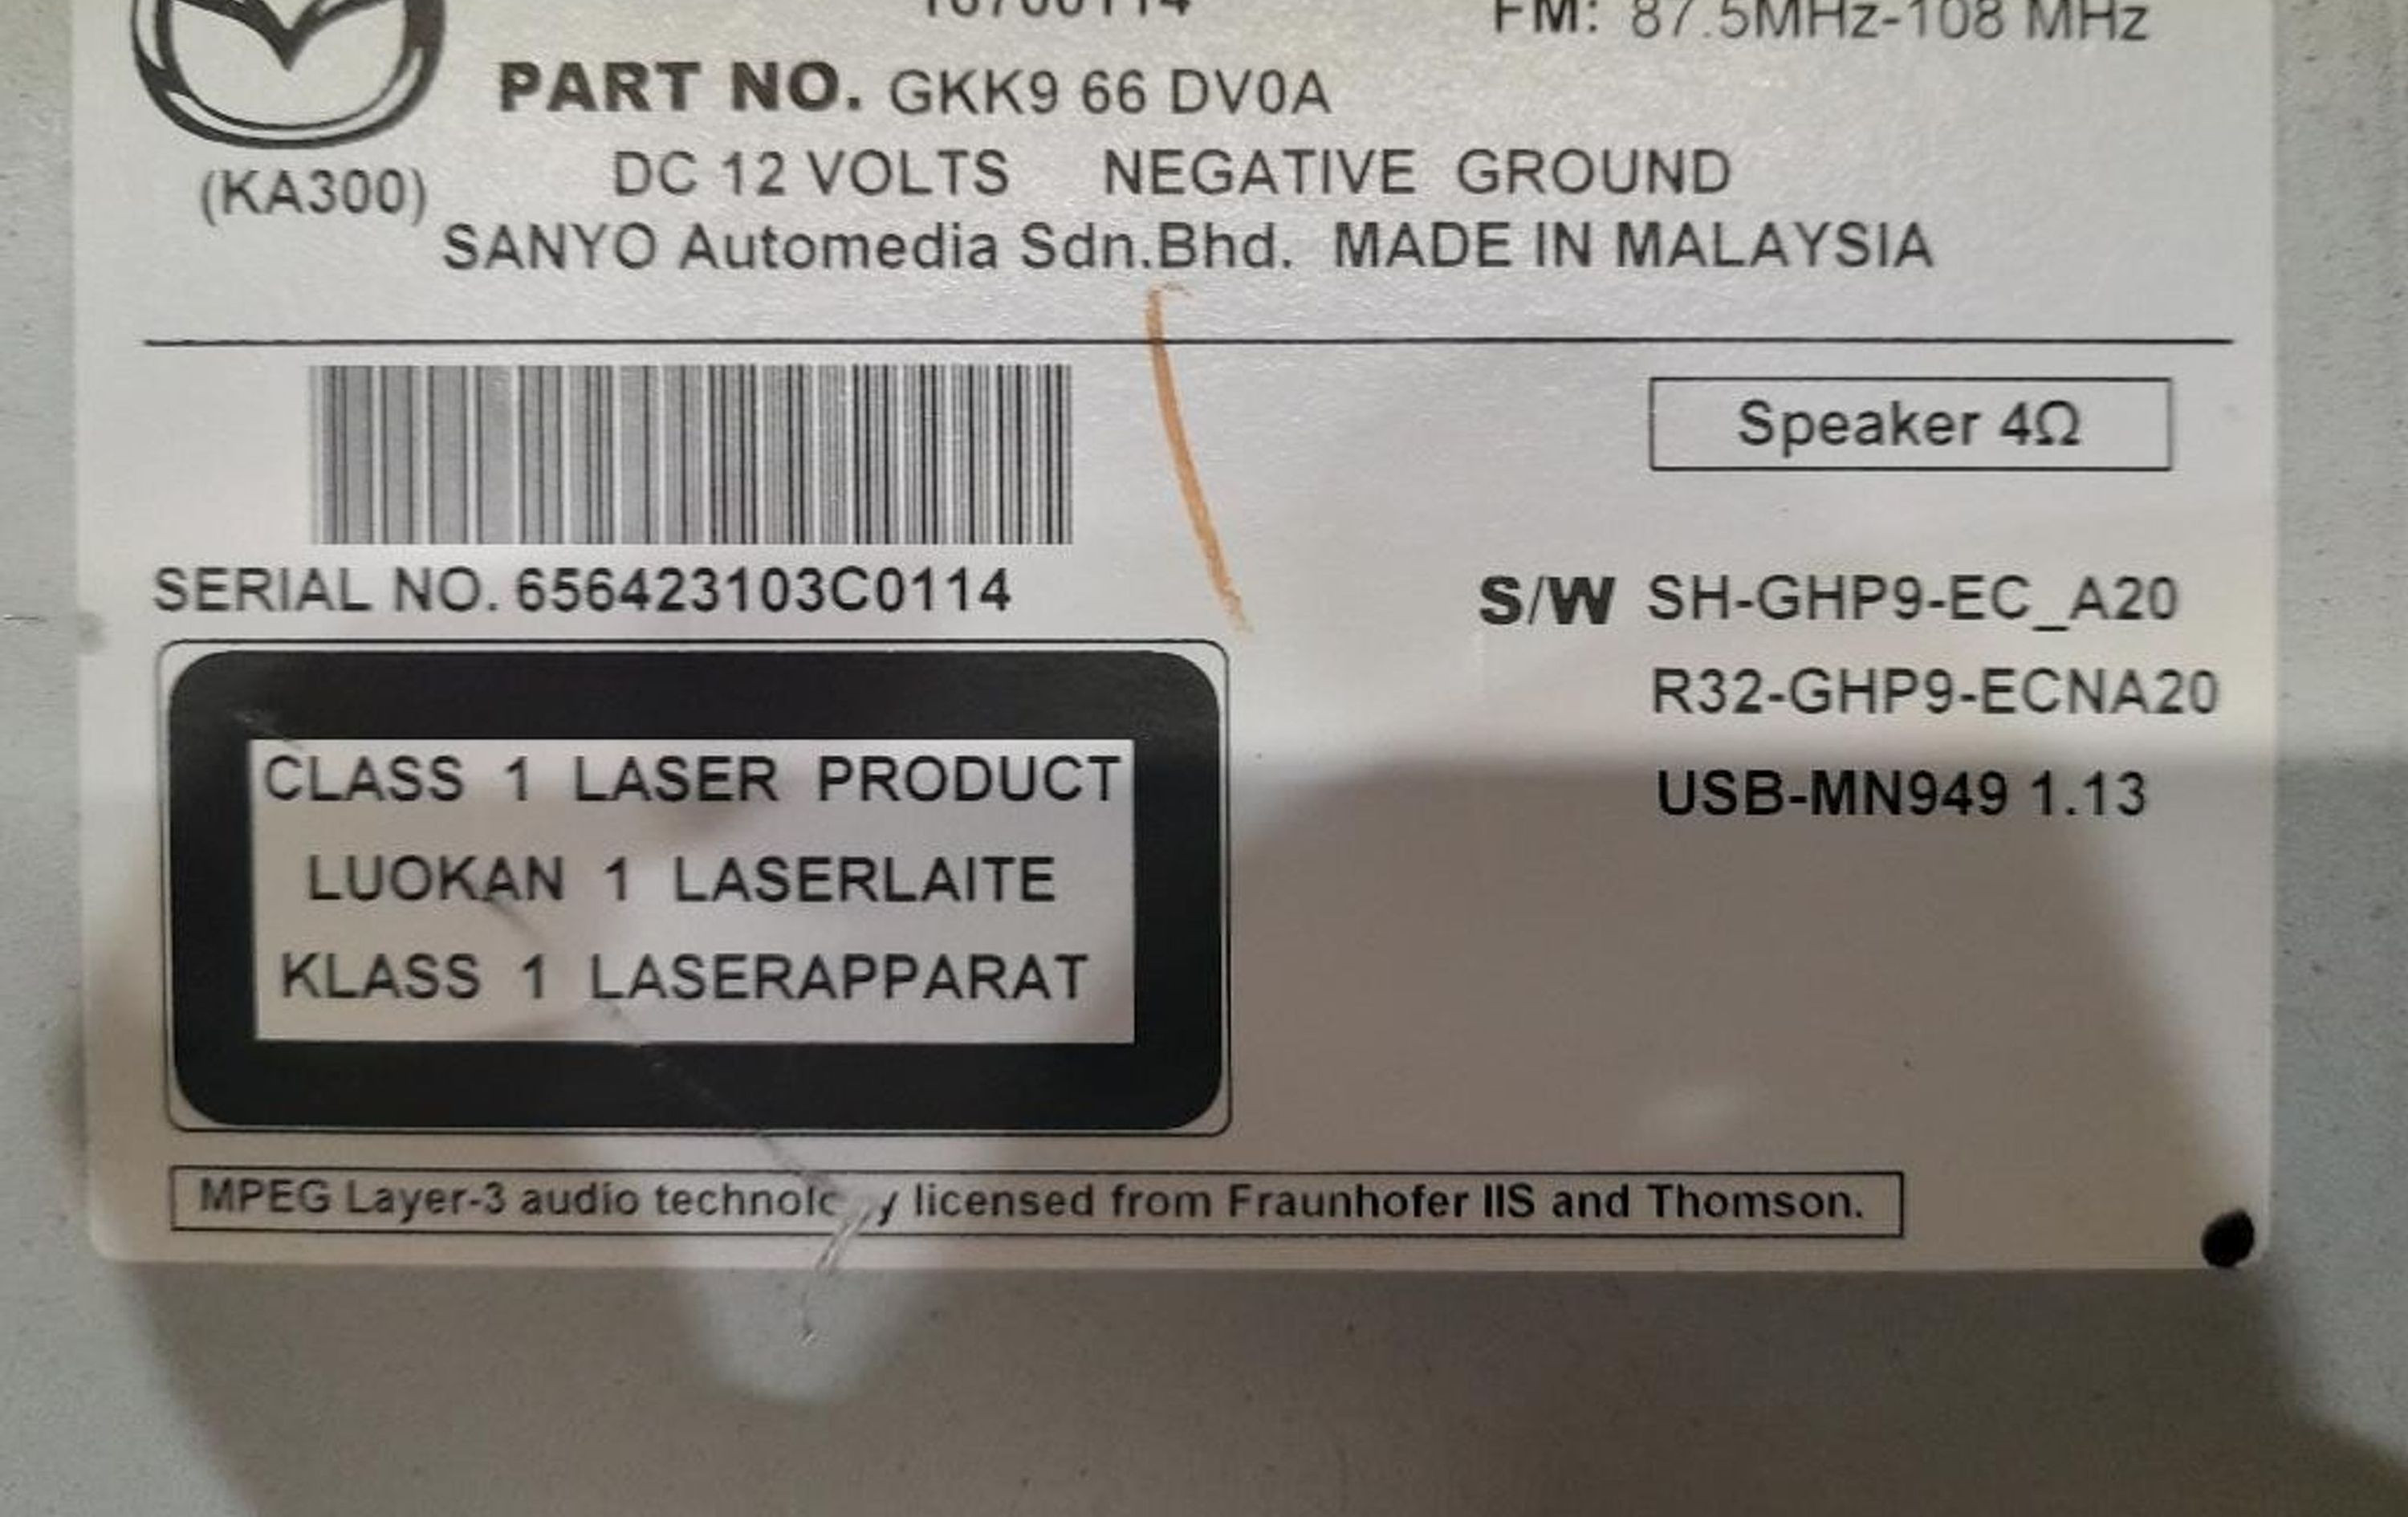 FM: 87.5MHz-108 MHz
PART NO. GKK9 66 DV0A
(KA300)
DC 12 VOLTS NEGATIVE GROUND
SANYO Automedia Sdn.Bhd. MADE IN MALAYSIA
Speaker 4Ω
SERIAL NO. 656423103C0114
S/W SH-GHP9-EC_A20
R32-GHP9-ECNA20
USB-MN949 1.13
CLASS 1 LASER PRODUCT
LUOKAN 1 LASERLAITE
KLASS 1 LASERAPPARAT
MPEG Layer-3 audio licensed from Fraunhofer IIS and Thomson.